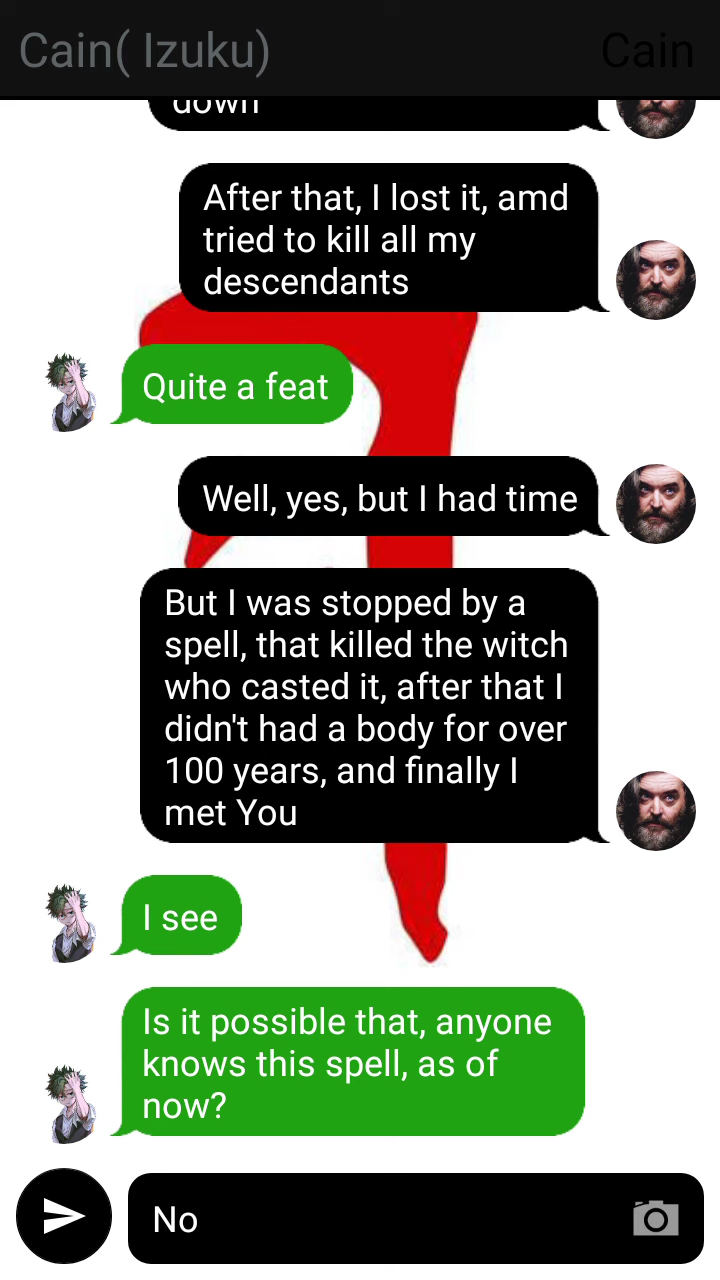 Cain( Izuku)
Cain
down
After that, I lost it, amd
tried to kill all my
descendants
Quite a feat
Well, yes, but I had time
But I was stopped by a
spell, that killed the witch
who casted it, after that I
didn't had a body for over
100 years, and finally I
met You
I see
Is it possible that, anyone
knows this spell, as of
now?
No